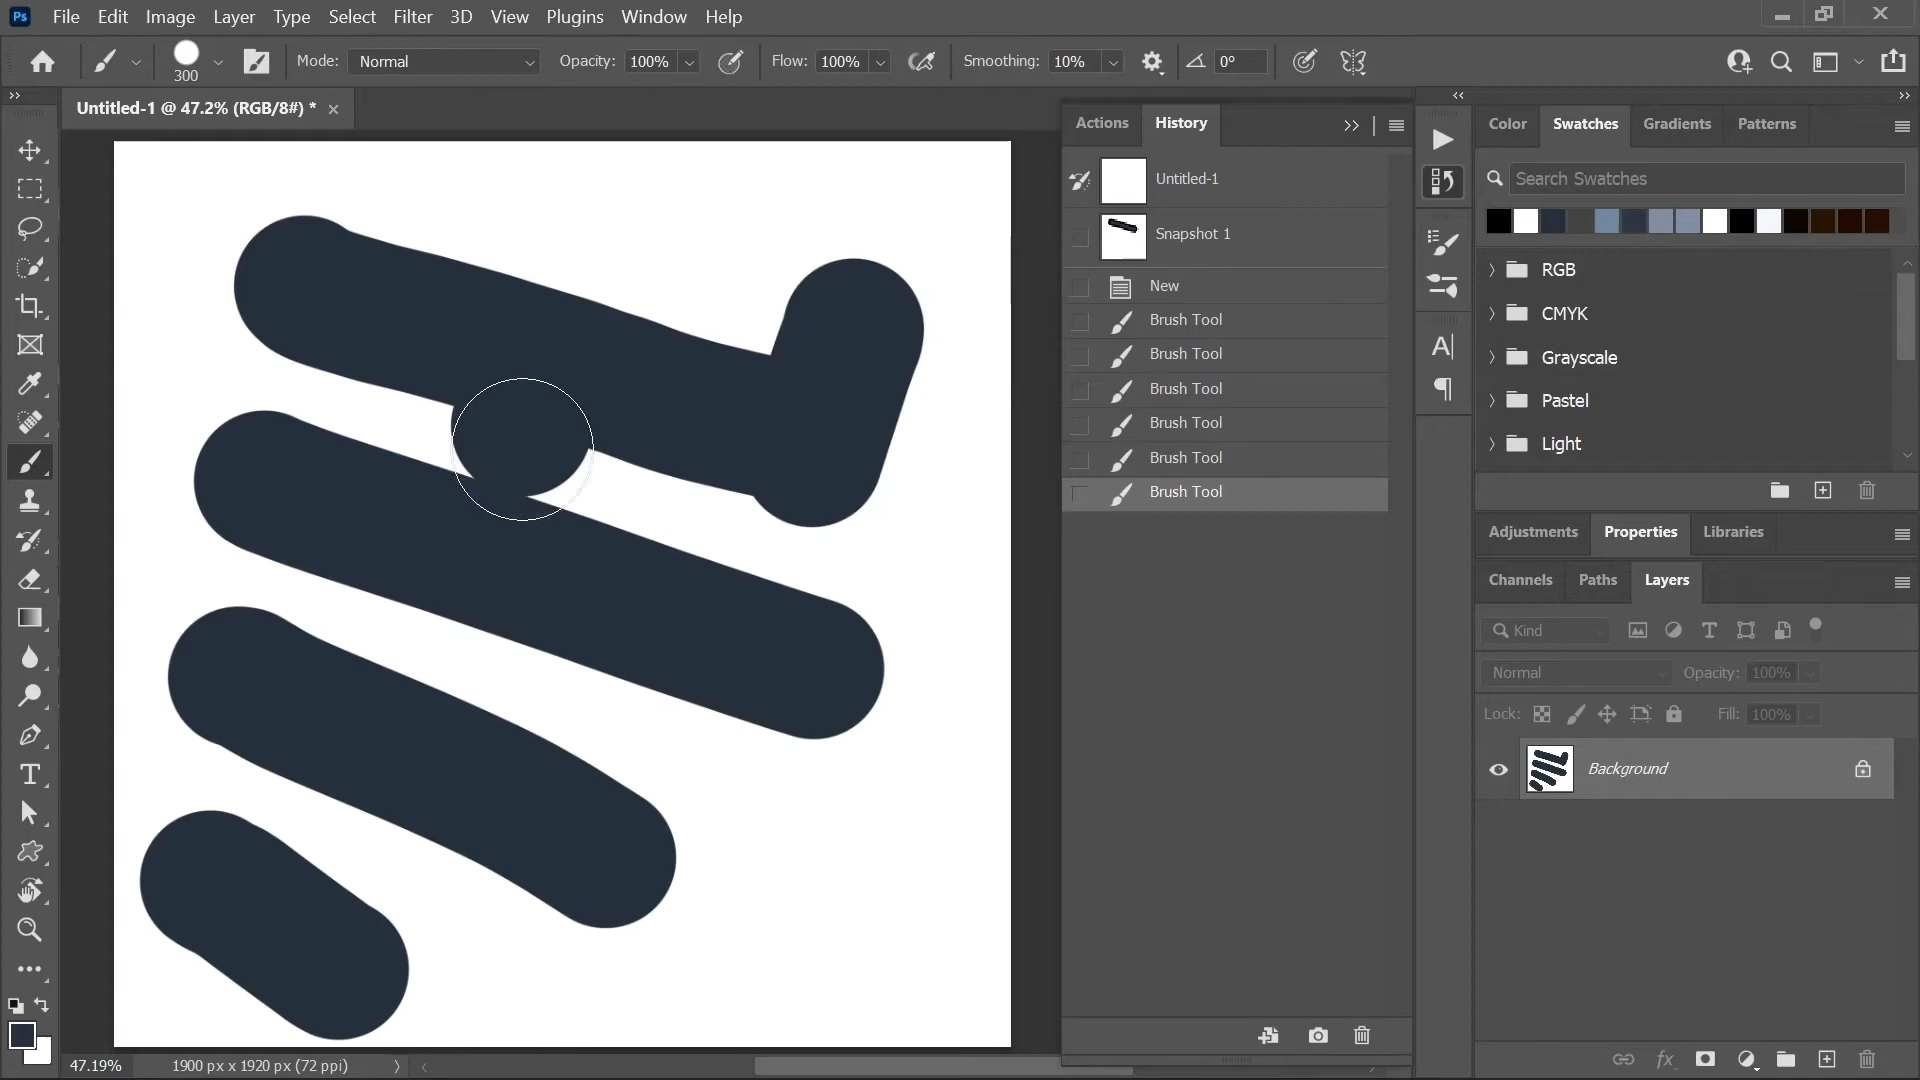 Ps File Edit Image Layer Type Select Filter 3D View Plugins Window Help
300 Mode: Normal Opacity: 100% Flow: 100% Smoothing: 10% 0°
Untitled-1 @ 47.2% (RGB/8#) *
Actions History
Untitled-1
Snapshot 1
New
Brush Tool
Brush Tool
Brush Tool
Brush Tool
Brush Tool
Brush Tool
Color Swatches Gradients Patterns
Search Swatches
RGB
CMYK
Grayscale
Pastel
Light
Adjustments Properties Libraries
Channels Paths Layers
Kind
Normal Opacity: 100%
Lock: Fill: 100%
Background
47.19% 1900 px x 1920 px (72 ppi)